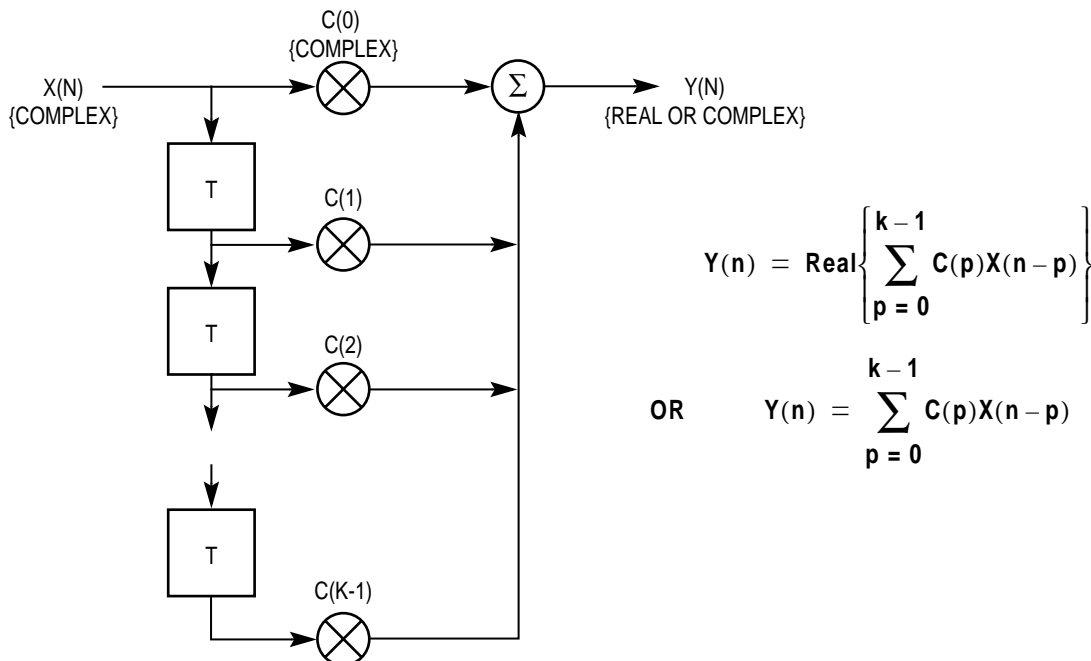 C(0)
{COMPLEX}
X(N)
{COMPLEX}
Σ
Y(N)
{REAL OR COMPLEX}
T
C(1)
T
C(2)
T
C(K-1)
k – 1
Y(n) = Real{ ∑ C(p)X(n – p) }
p = 0
k – 1
OR Y(n) = ∑ C(p)X(n – p)
p = 0